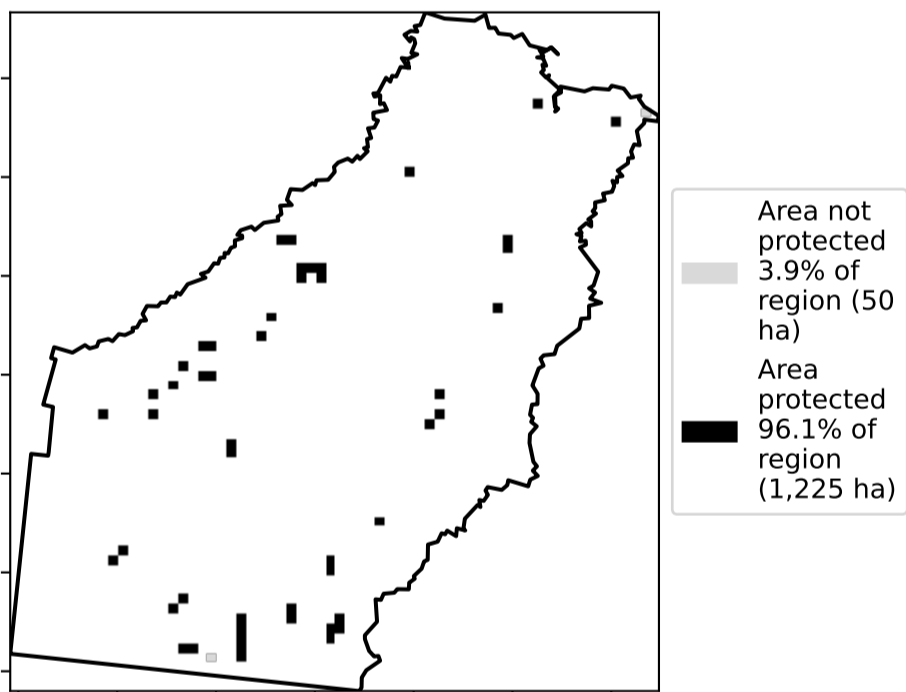 Area not
protected
3.9% of
region (50
ha)
Area
protected
96.1% of
region
(1,225 ha)